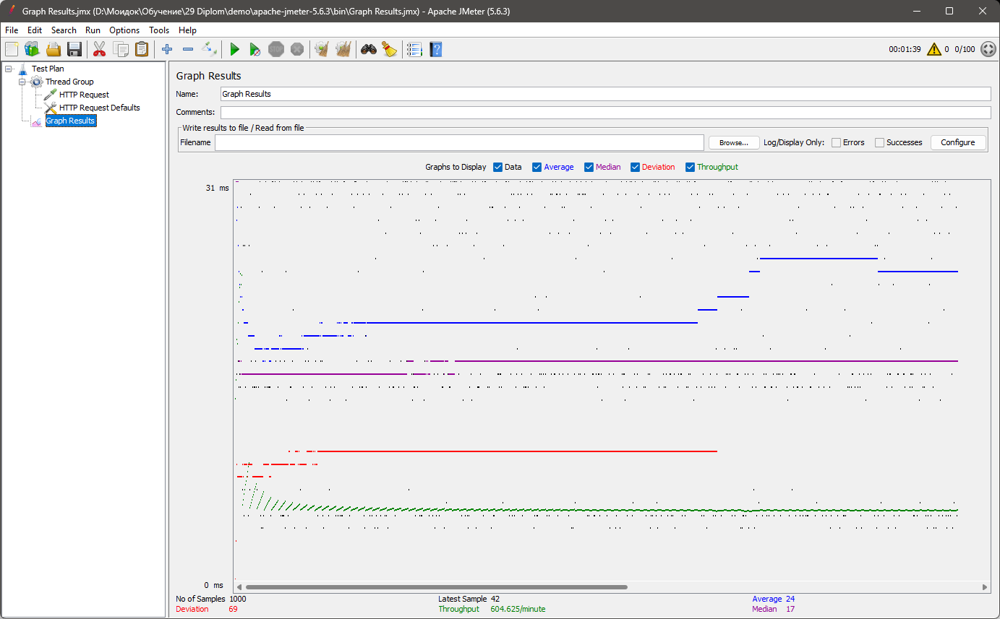 Graph Results.jmx (D:\Моидок\Обучение\29 Diplom\demo\apache-jmeter-5.6.3\bin\Graph Results.jmx) - Apache JMeter (5.6.3)
File Edit Search Run Options Tools Help
00:01:39 0 0/100
Test Plan
Thread Group
HTTP Request
HTTP Request Defaults
Graph Results
Graph Results
Name: Graph Results
Comments:
Write results to file / Read from file
Filename Browse... Log/Display Only: Errors Successes Configure
Graphs to Display Data Average Median Deviation Throughput
31 ms
0 ms
No of Samples 1000 Latest Sample 42 Average 24
Deviation 69 Throughput 604.625/minute Median 17